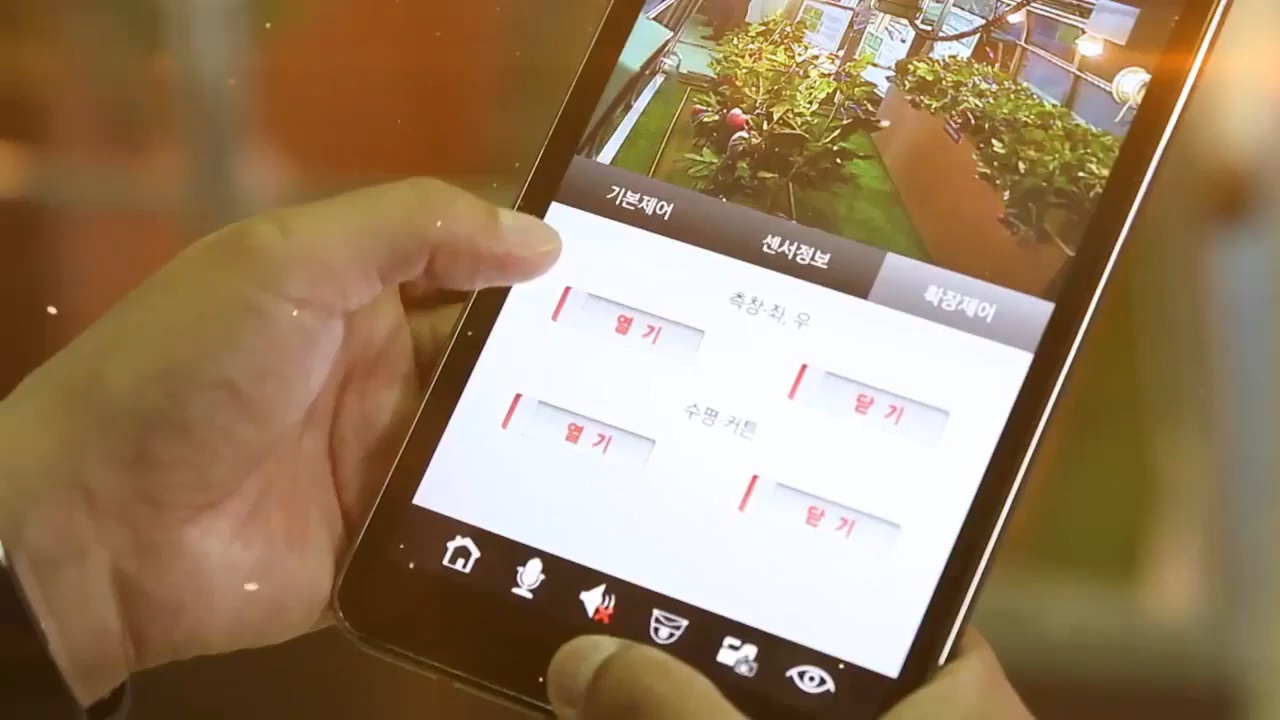 기본제어
센서정보
확장제어
측창-좌, 우
열 기
닫 기
수평-커튼
열 기
닫 기